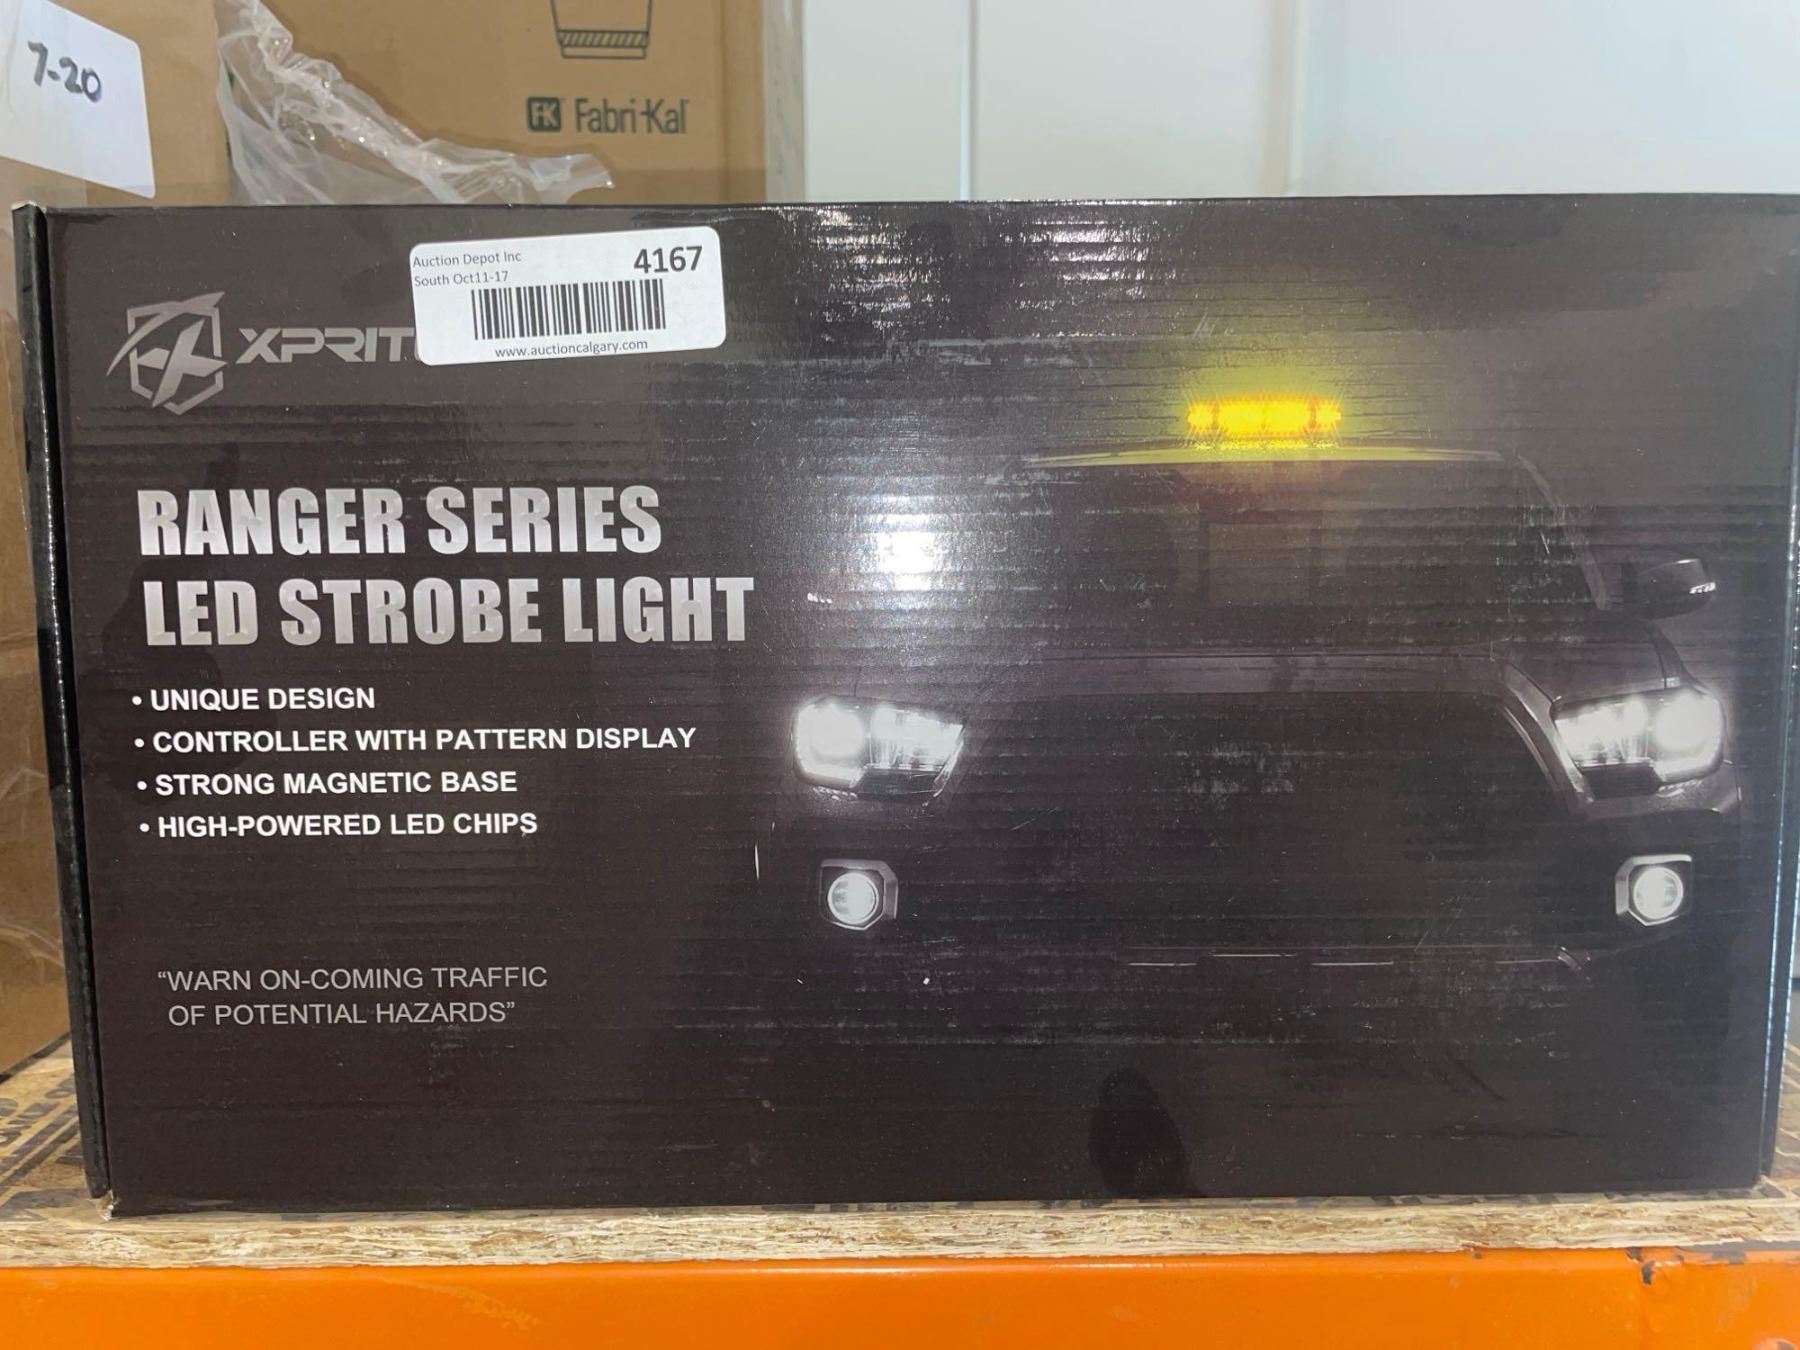 7-20
FK Fabri-Kal
Auction Depot Inc
4167
South Oct11-17
www.auctioncalgary.com
RANGER SERIES
LED STROBE LIGHT
• UNIQUE DESIGN
• CONTROLLER WITH PATTERN DISPLAY
• STRONG MAGNETIC BASE
• HIGH-POWERED LED CHIPS
“WARN ON-COMING TRAFFIC
OF POTENTIAL HAZARDS”